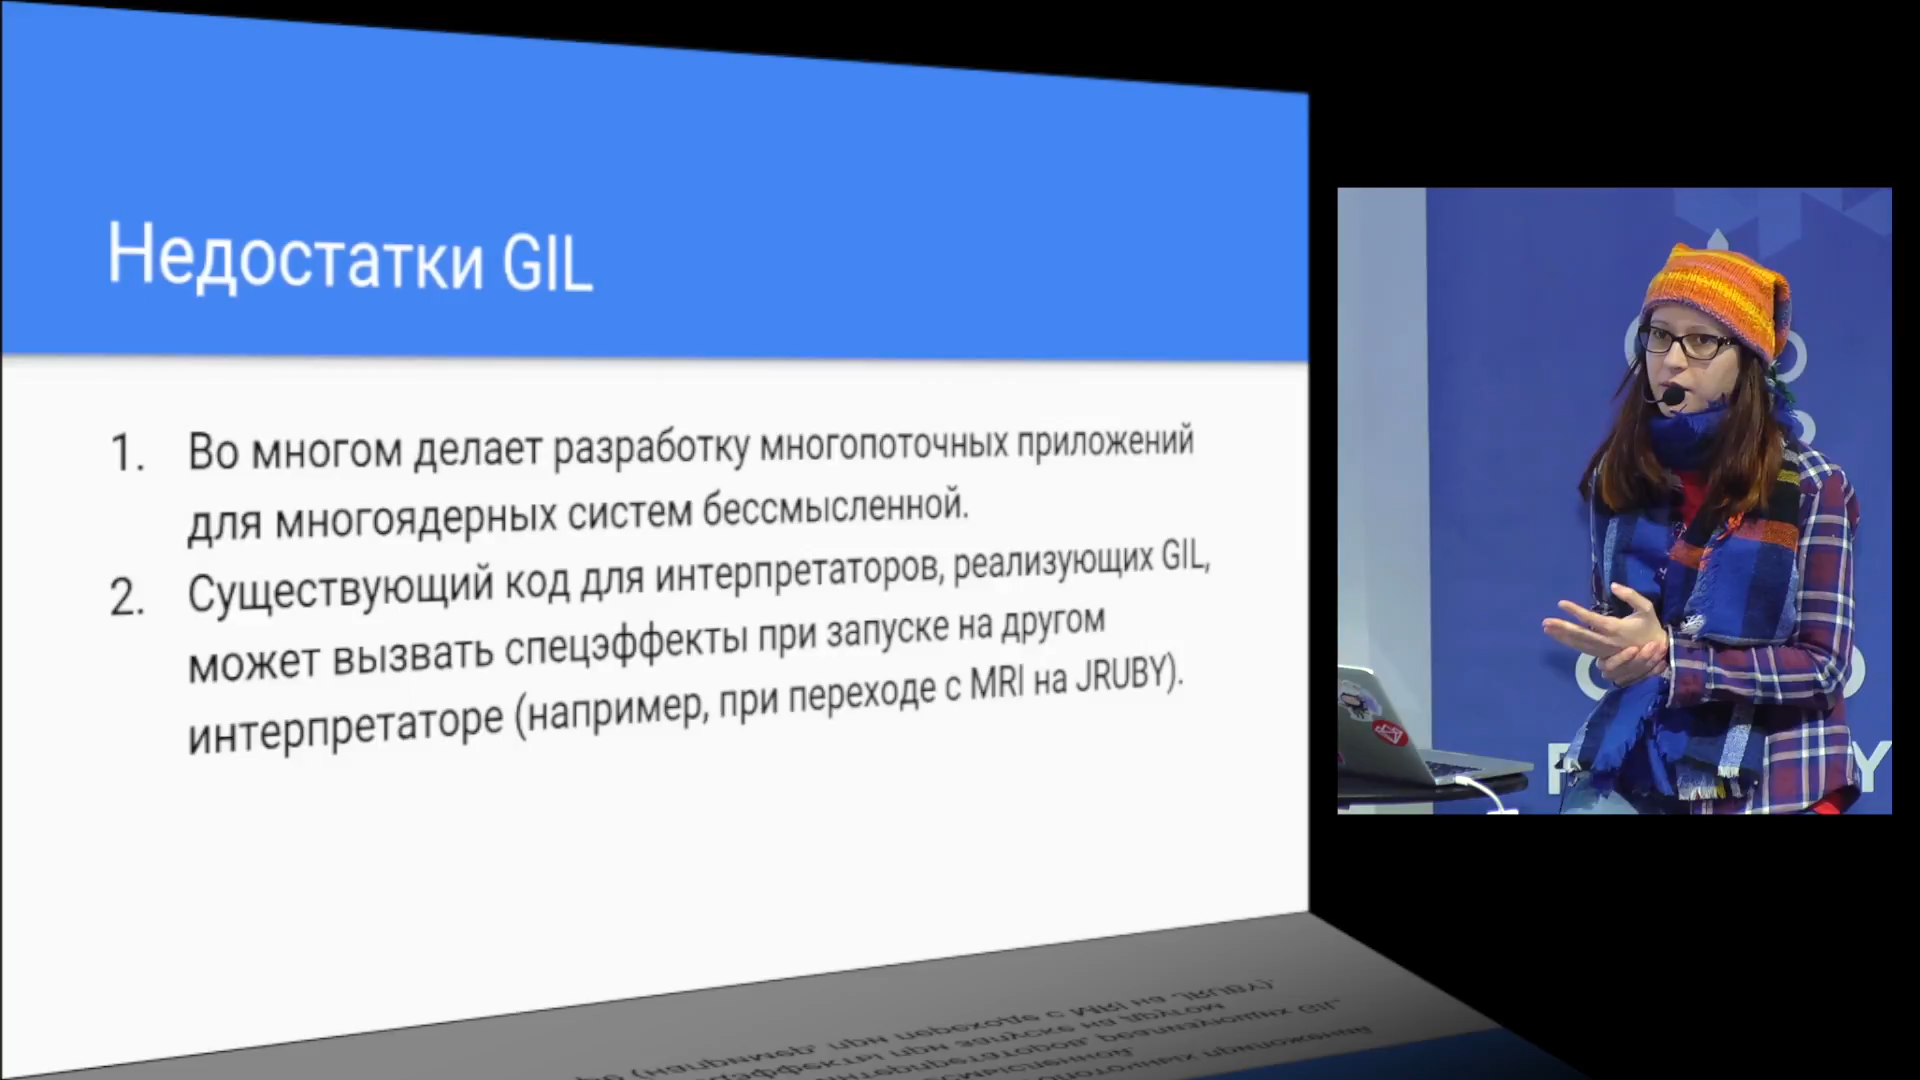 Недостатки GIL
1. Во многом делает разработку многопоточных приложений
для многоядерных систем бессмысленной.
2. Существующий код для интерпретаторов, реализующих GIL,
может вызвать спецэффекты при запуске на другом
интерпретаторе (например, при переходе с MRI на JRUBY).